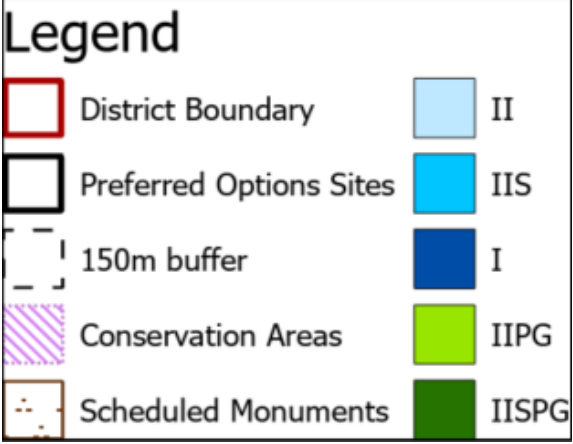 Legend
District Boundary
Preferred Options Sites
150m buffer
Conservation Areas
Scheduled Monuments
II
IIS
I
IIPG
IISPG